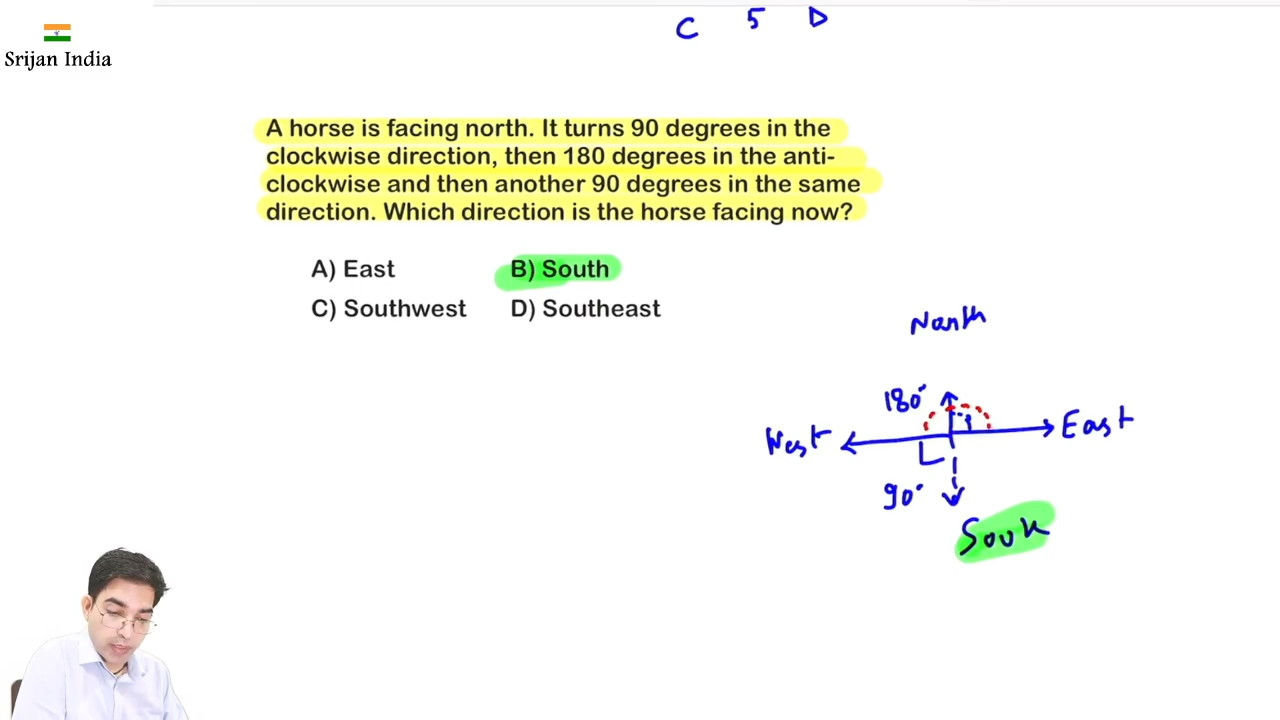 C 5 D
Srijan India
A horse is facing north. It turns 90 degrees in the
clockwise direction, then 180 degrees in the anti-
clockwise and then another 90 degrees in the same
direction. Which direction is the horse facing now?
A) East B) South
C) Southwest D) Southeast
North
180°
West East
90°
South